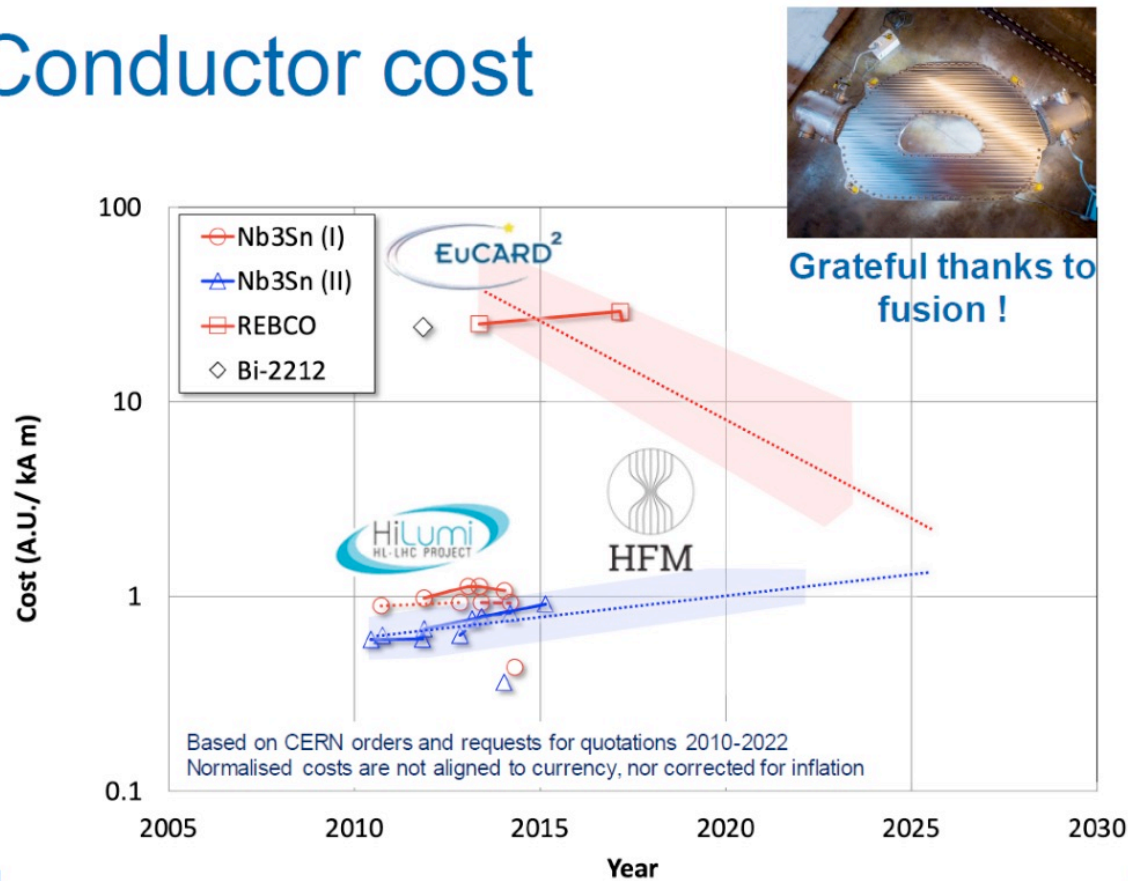 Conductor cost
Grateful thanks to
fusion !
Nb3Sn (I)
Nb3Sn (II)
REBCO
Bi-2212
EuCARD²
HiLumi
HL-LHC PROJECT
HFM
Cost (A.U./ kA m)
100
10
1
0.1
Based on CERN orders and requests for quotations 2010-2022
Normalised costs are not aligned to currency, nor corrected for inflation
2005 2010 2015 2020 2025 2030
Year